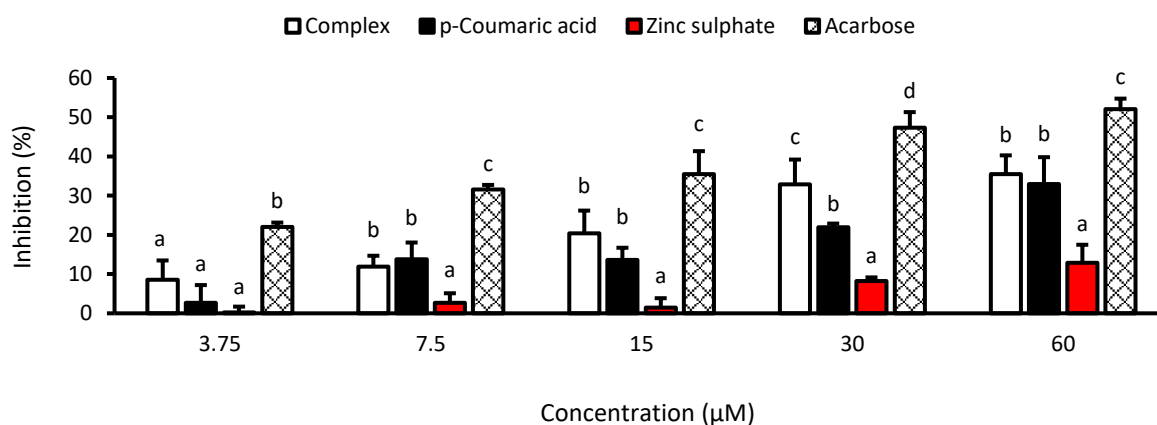 Complex p-Coumaric acid Zinc sulphate Acarbose
Inhibition (%)
60
50
40
30
20
10
0
a a a b
b b a c
b b a c
c b a d
b b a c
3.75 7.5 15 30 60
Concentration (µM)